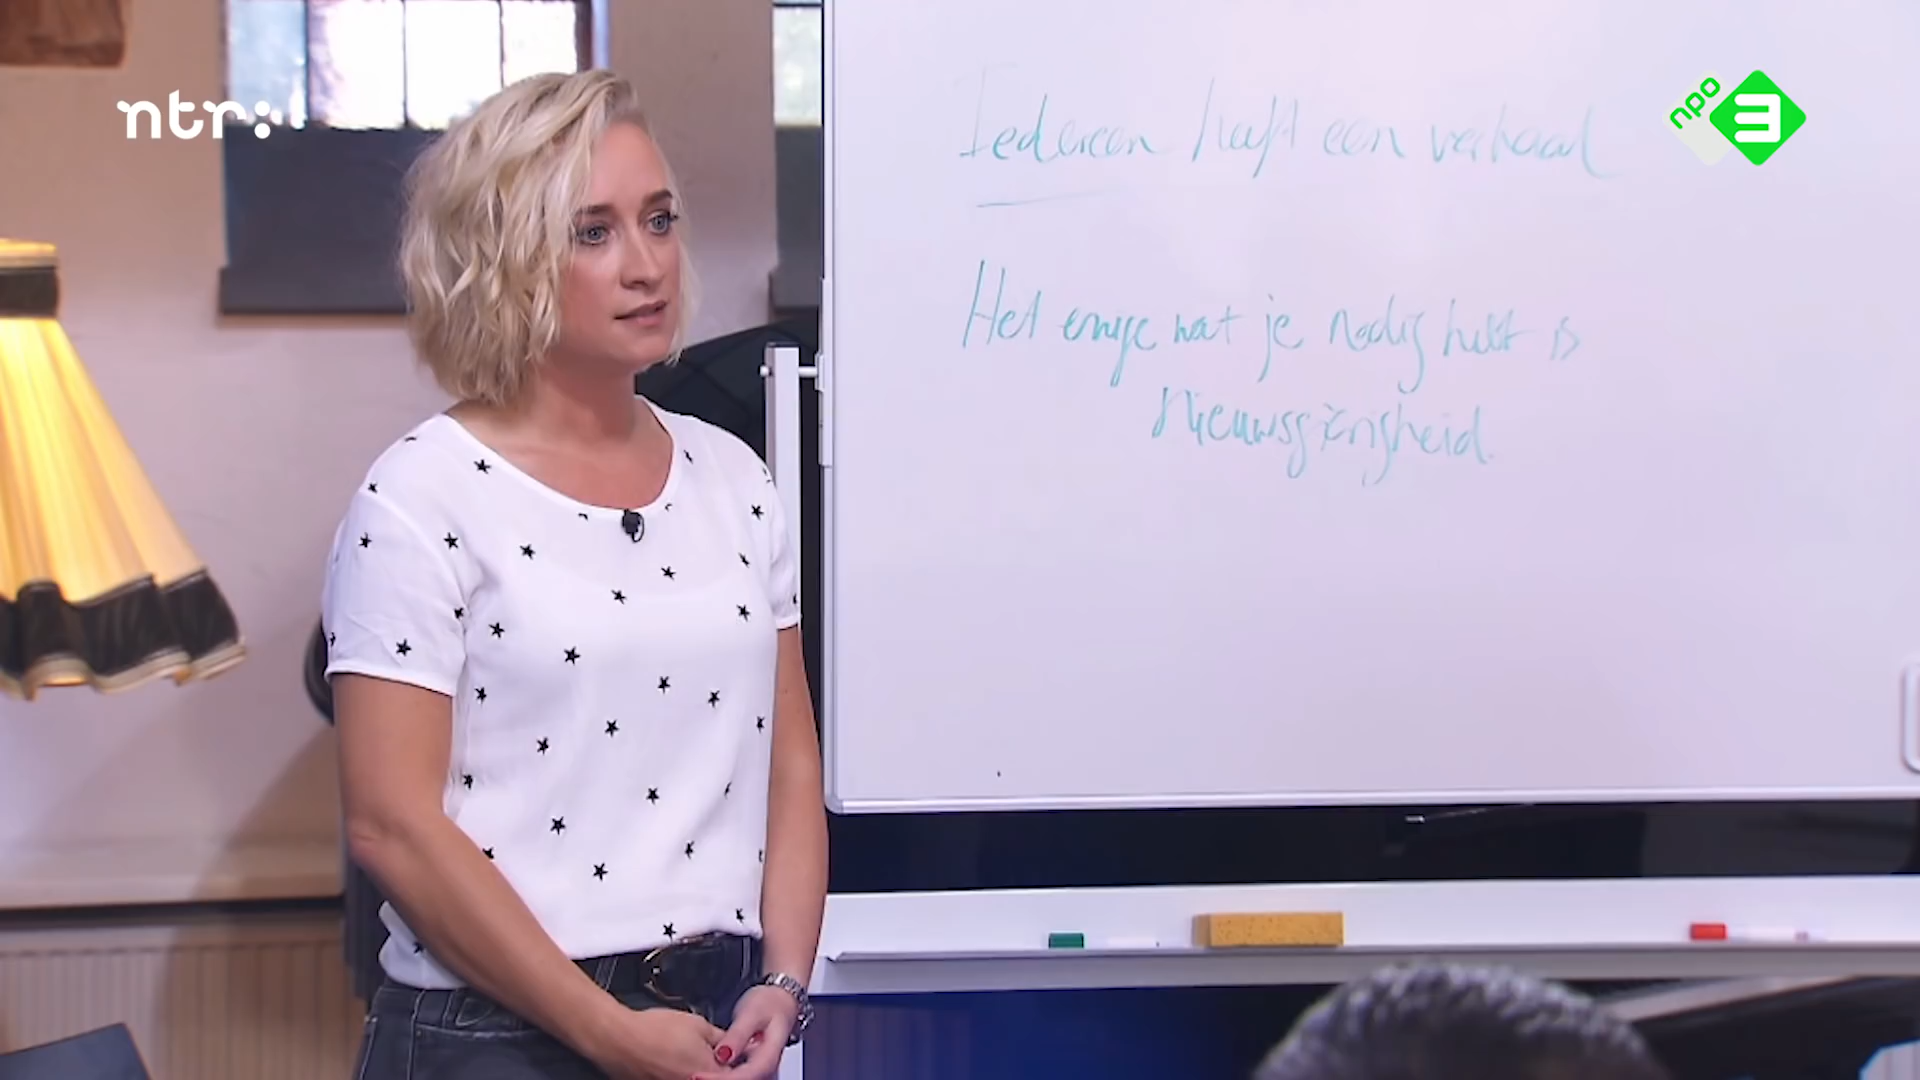 ntr:
npo
3
Iedereen heeft een verhaal
Het enige wat je nodig hebt is
Nieuwsgierigheid.